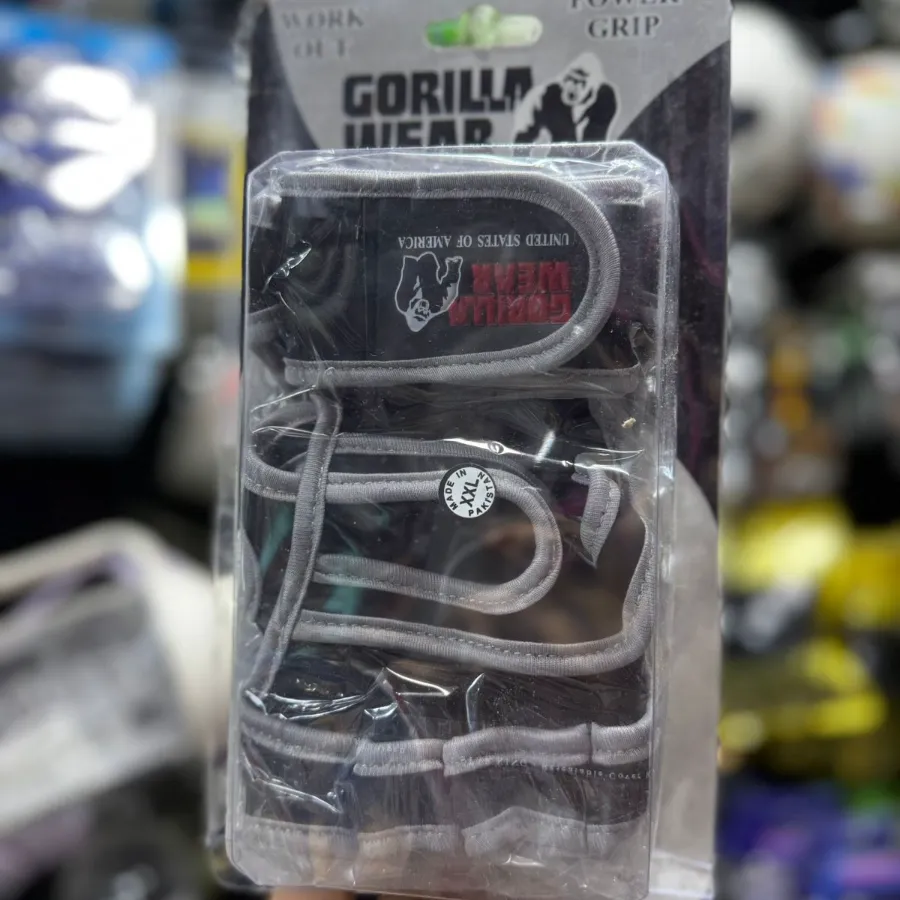 WORK
OUT
POWER
GRIP
GORILLA
WEAR
UNITED STATES OF AMERICA
GORILLA
WEAR
MADE IN
XXL
PAKISTAN